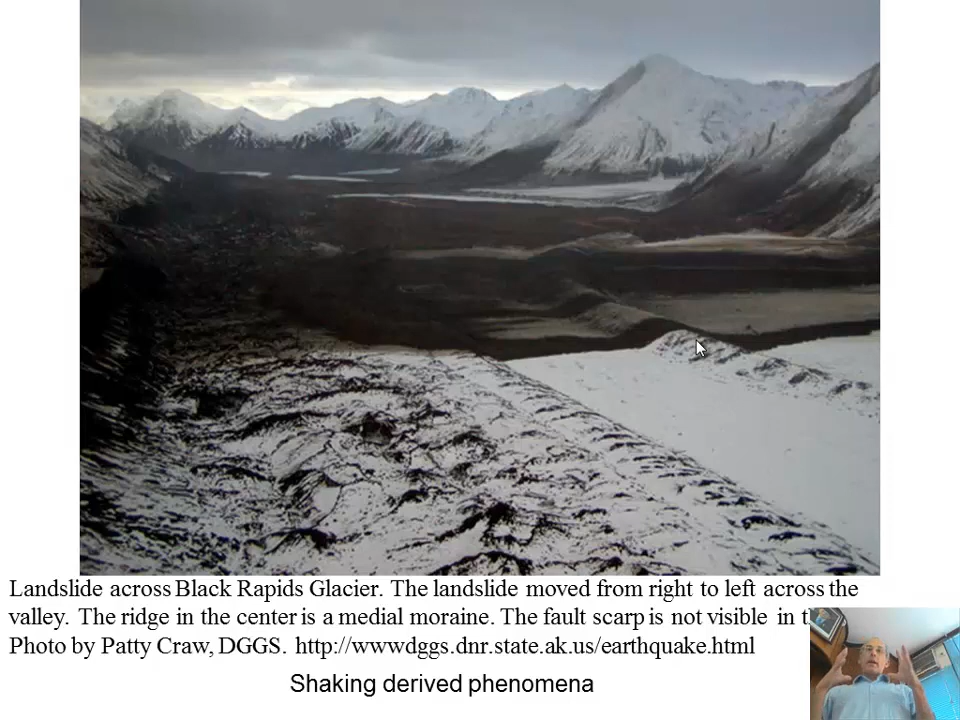 Landslide across Black Rapids Glacier. The landslide moved from right to left across the
valley. The ridge in the center is a medial moraine. The fault scarp is not visible in
Photo by Patty Craw, DGGS. http://wwwdggs.dnr.state.ak.us/earthquake.html
Shaking derived phenomena